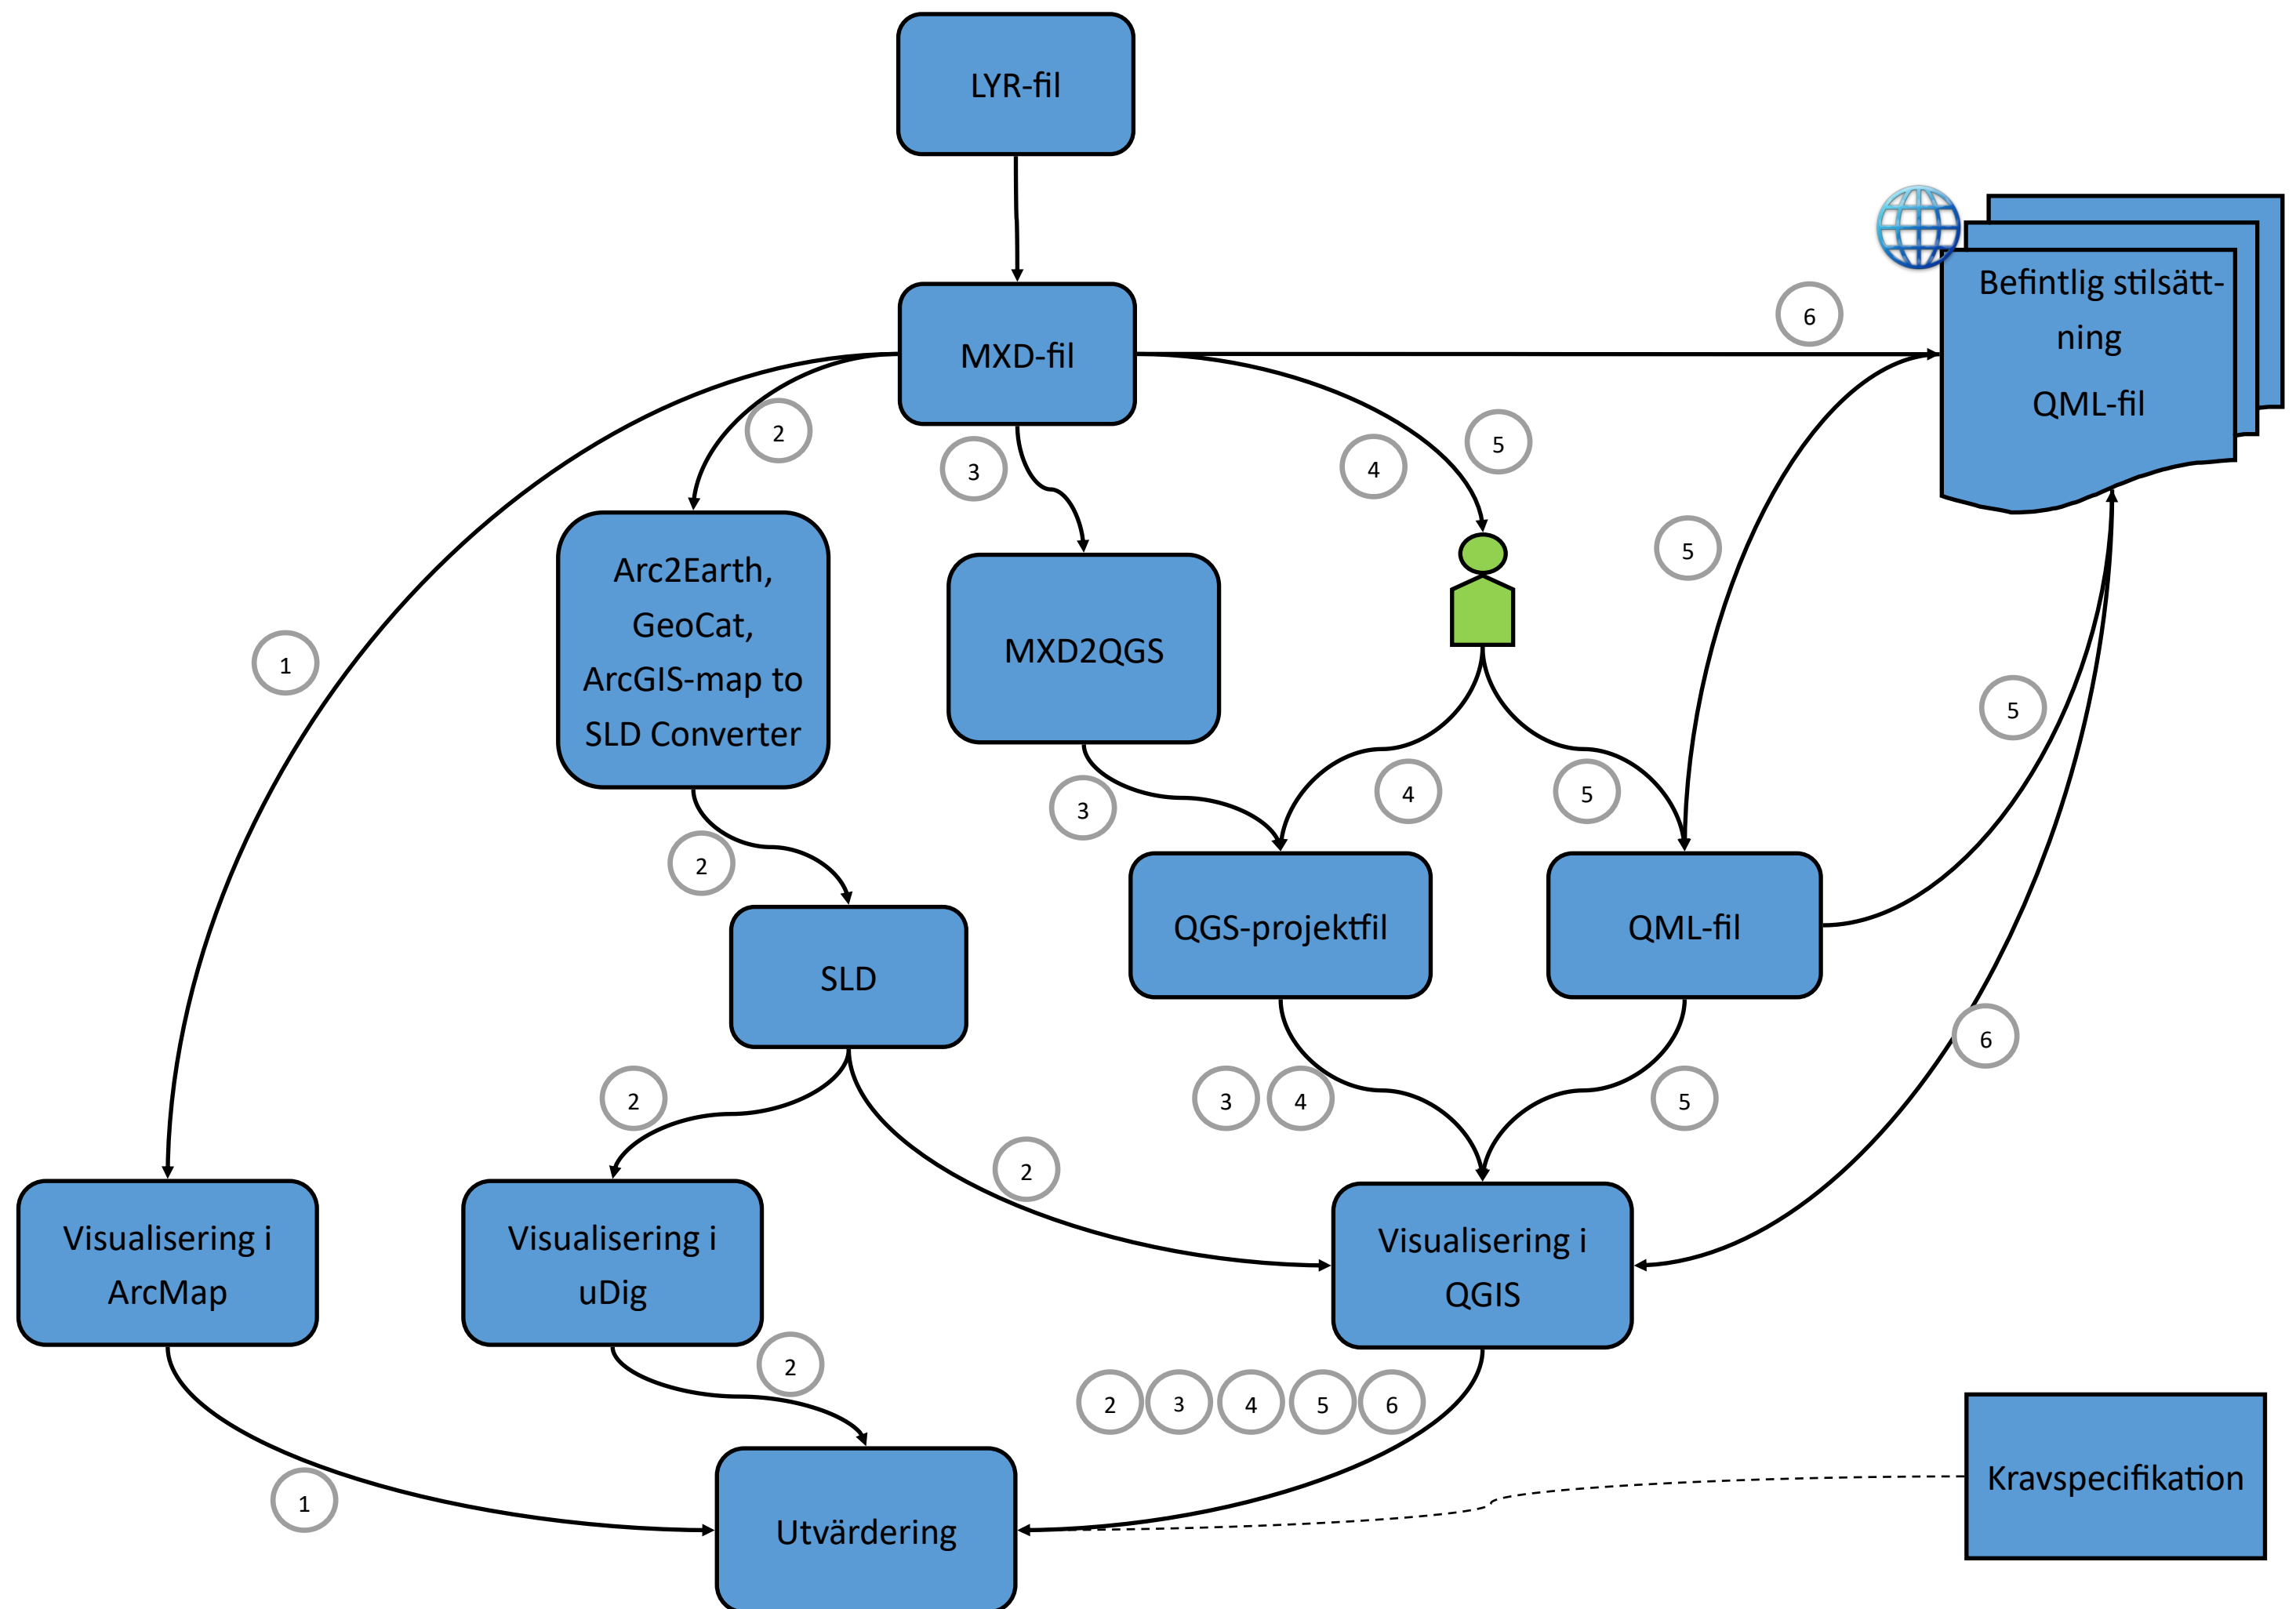 LYR-fil
Befintlig stilsätt-
ning
QML-fil
6
MXD-fil
2
3
4
5
5
Arc2Earth,
GeoCat,
ArcGIS-map to
SLD Converter
MXD2QGS
1
5
3
4
5
2
QGS-projektfil
QML-fil
SLD
6
2
3
4
5
2
Visualisering i
ArcMap
Visualisering i
uDig
Visualisering i
QGIS
2
2
3
4
5
6
1
Kravspecifikation
Utvärdering